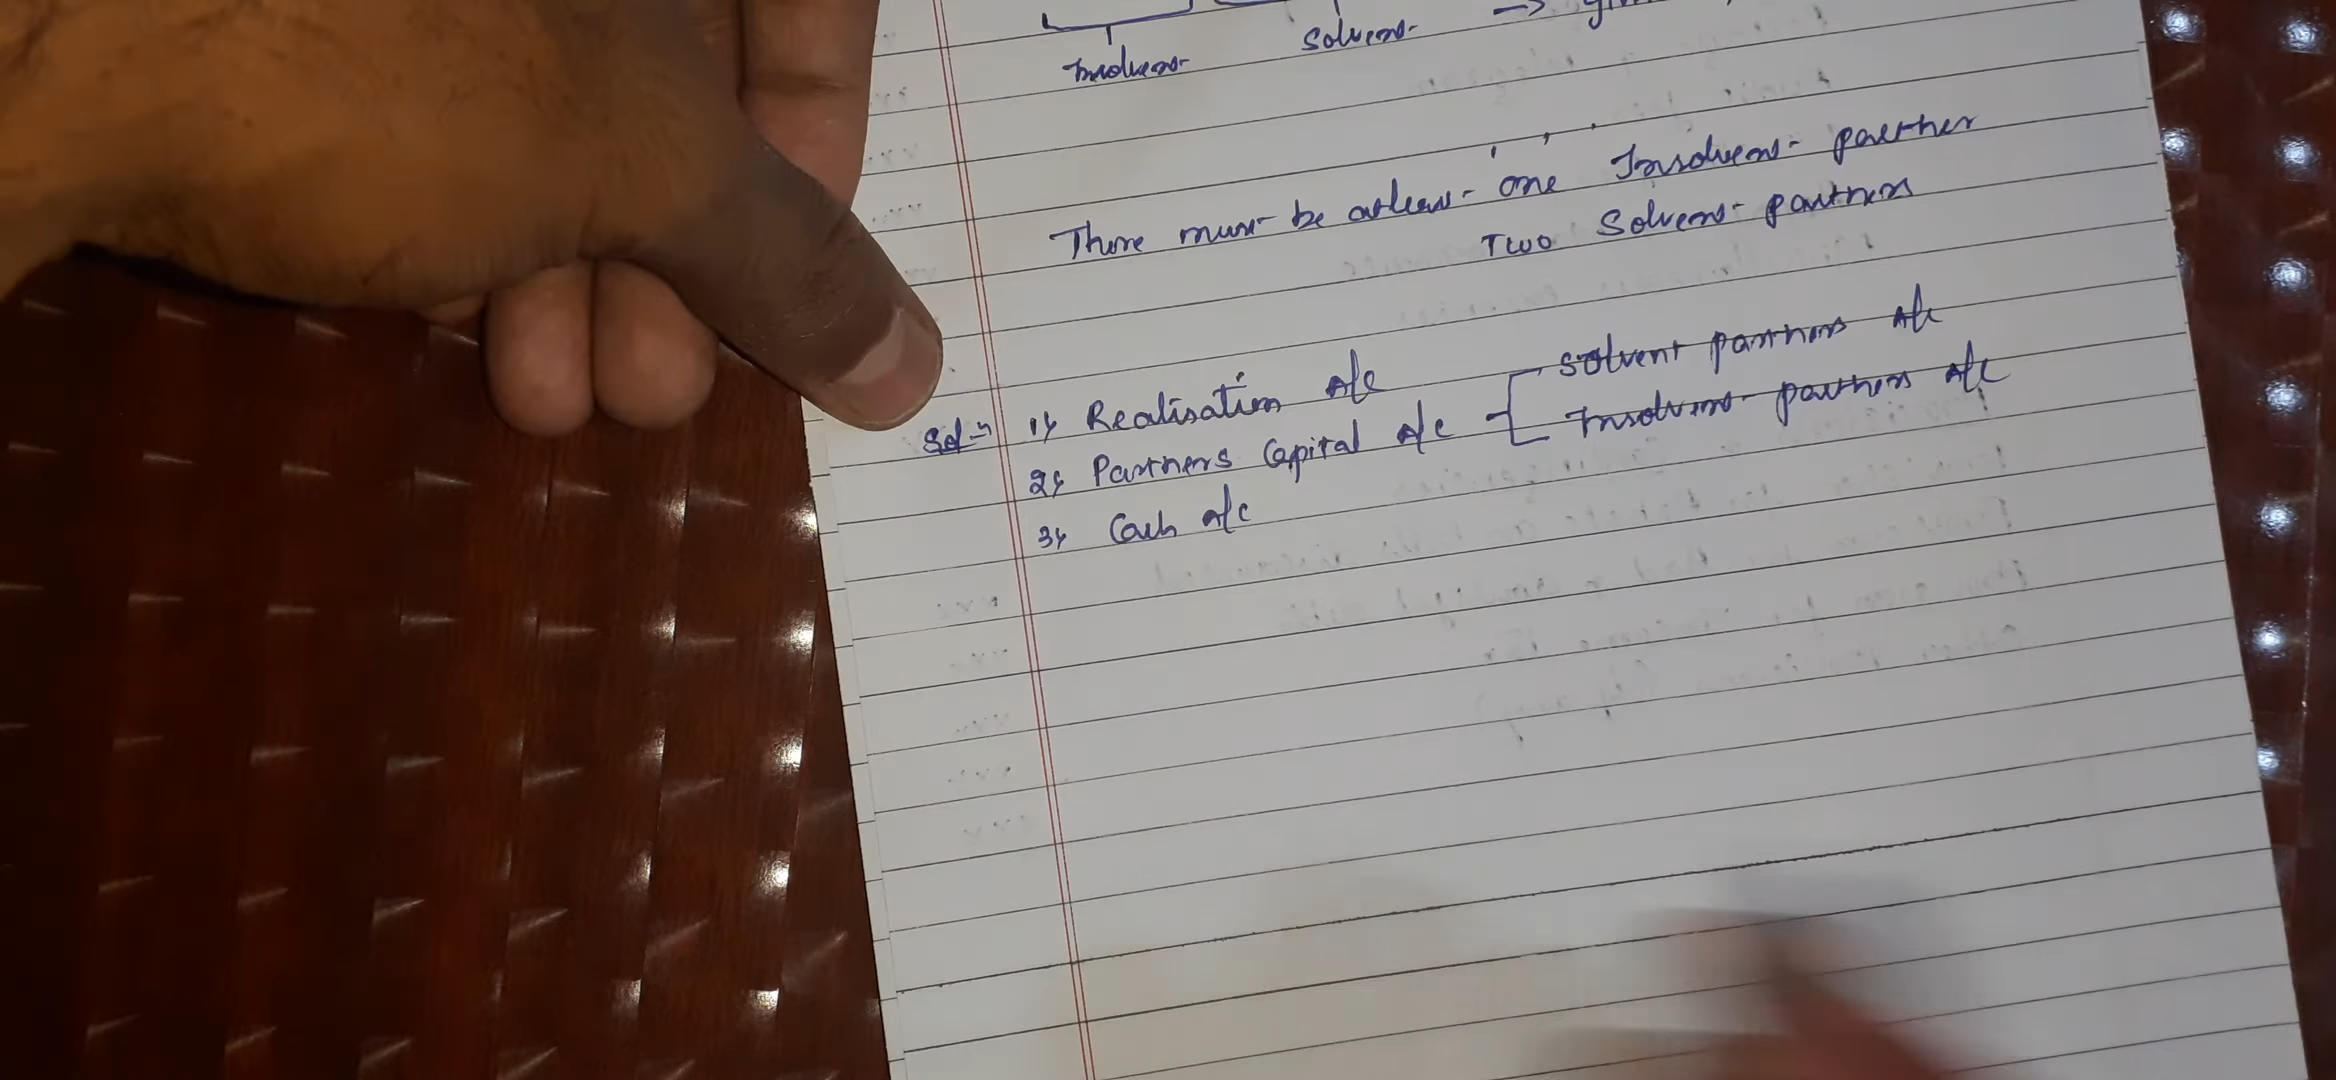 Insolvent Solvent →
There must be atleast one Insolvent partner
Two Solvent partners
Sol:- 1) Realisation A/c
2) Partners Capital A/c
Solvent partners A/c
Insolvent partners A/c
3) Cash A/c